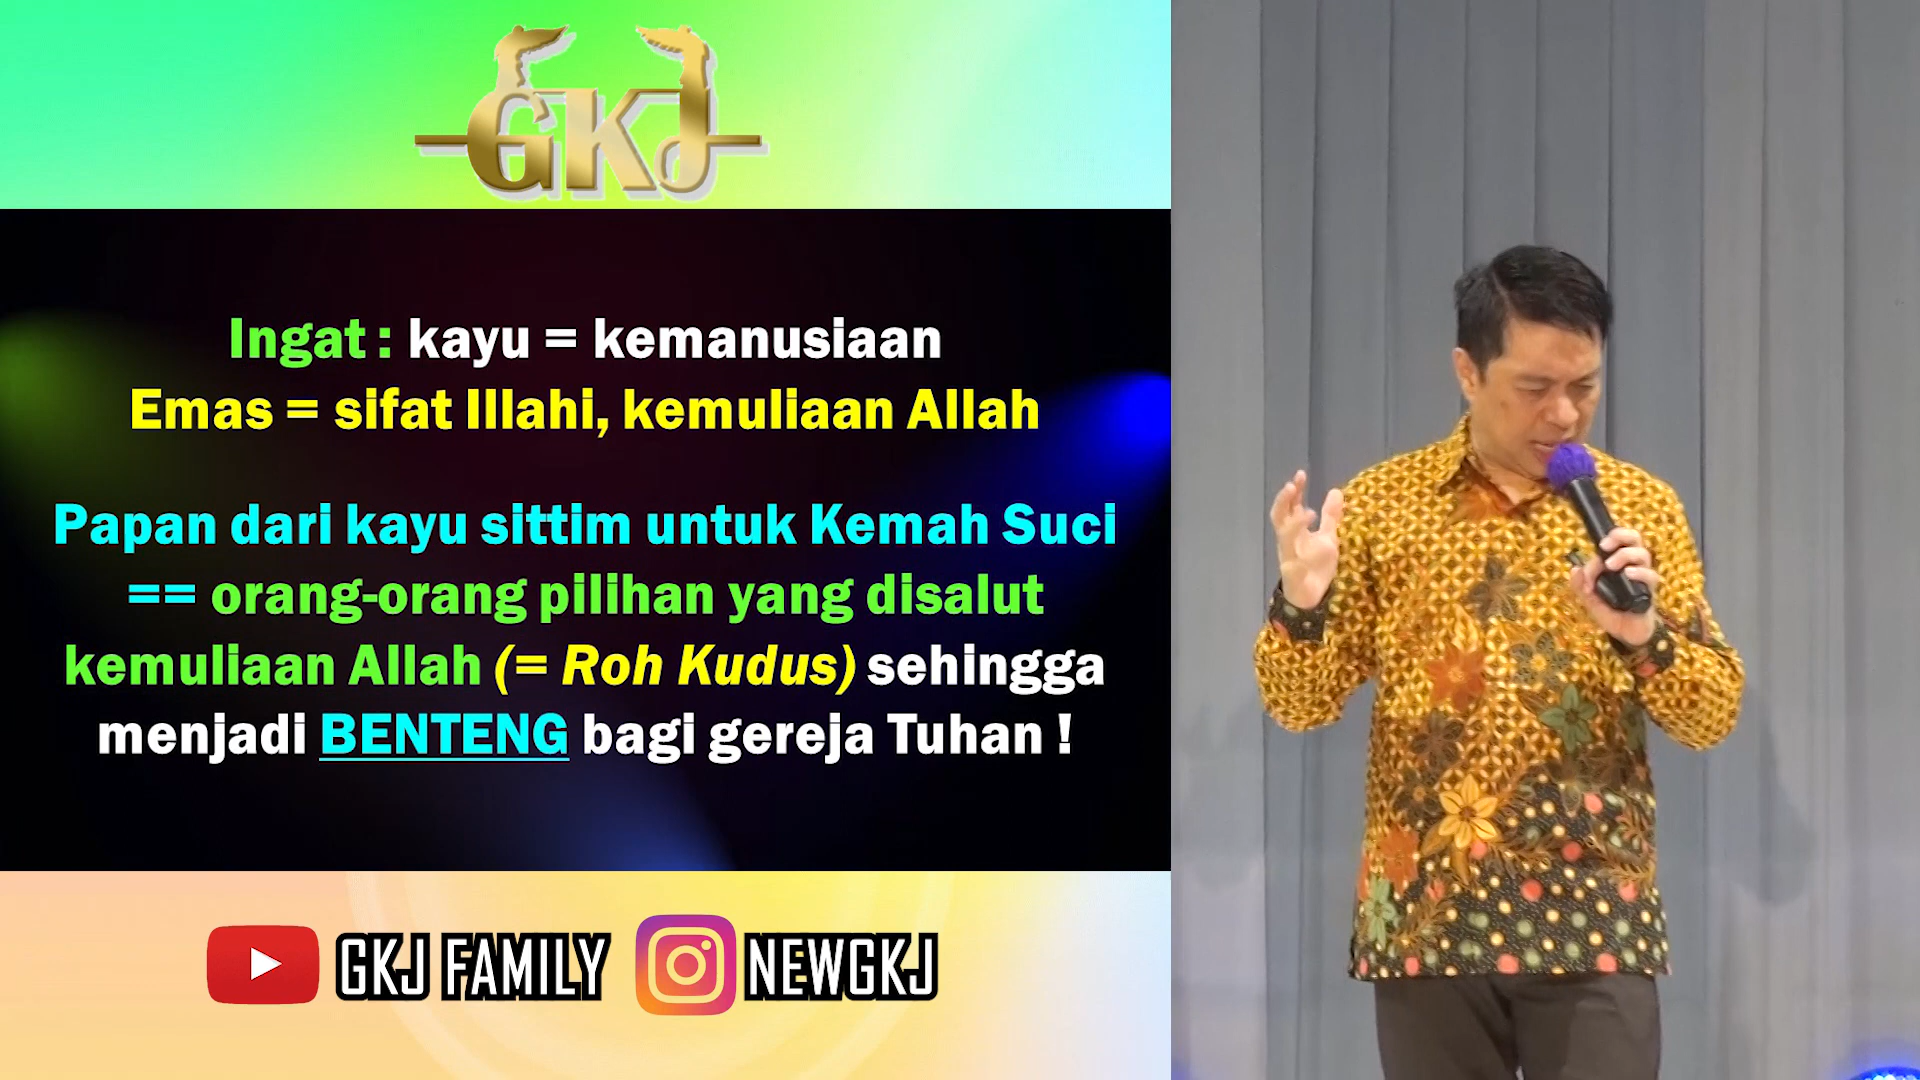 GKJ
Ingat : kayu = kemanusiaan
Emas = sifat Illahi, kemuliaan Allah
Papan dari kayu sittim untuk Kemah Suci
== orang-orang pilihan yang disalut
kemuliaan Allah (= Roh Kudus) sehingga
menjadi BENTENG bagi gereja Tuhan !
GKJ FAMILY NEWGKJ